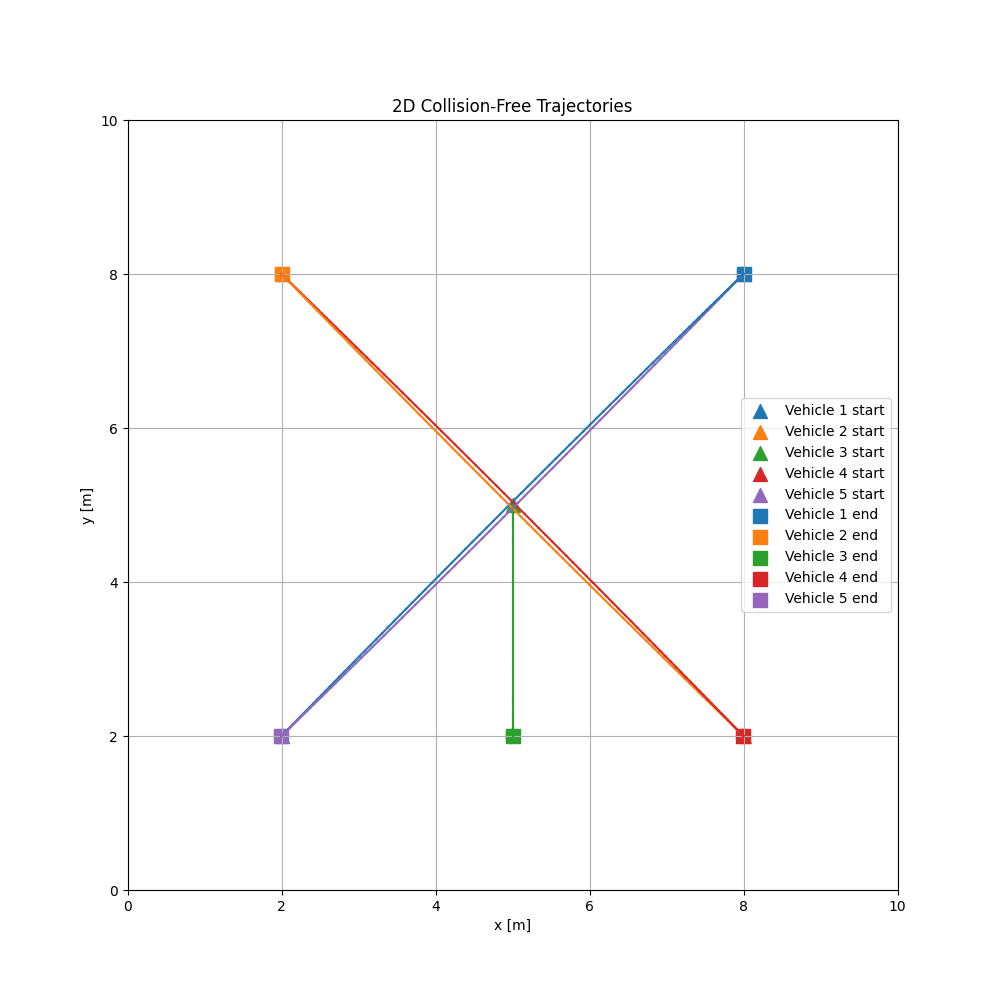 2D Collision-Free Trajectories
10
8
6
4
2
0
y [m]
0 2 4 6 8 10
x [m]
Vehicle 1 start
Vehicle 2 start
Vehicle 3 start
Vehicle 4 start
Vehicle 5 start
Vehicle 1 end
Vehicle 2 end
Vehicle 3 end
Vehicle 4 end
Vehicle 5 end